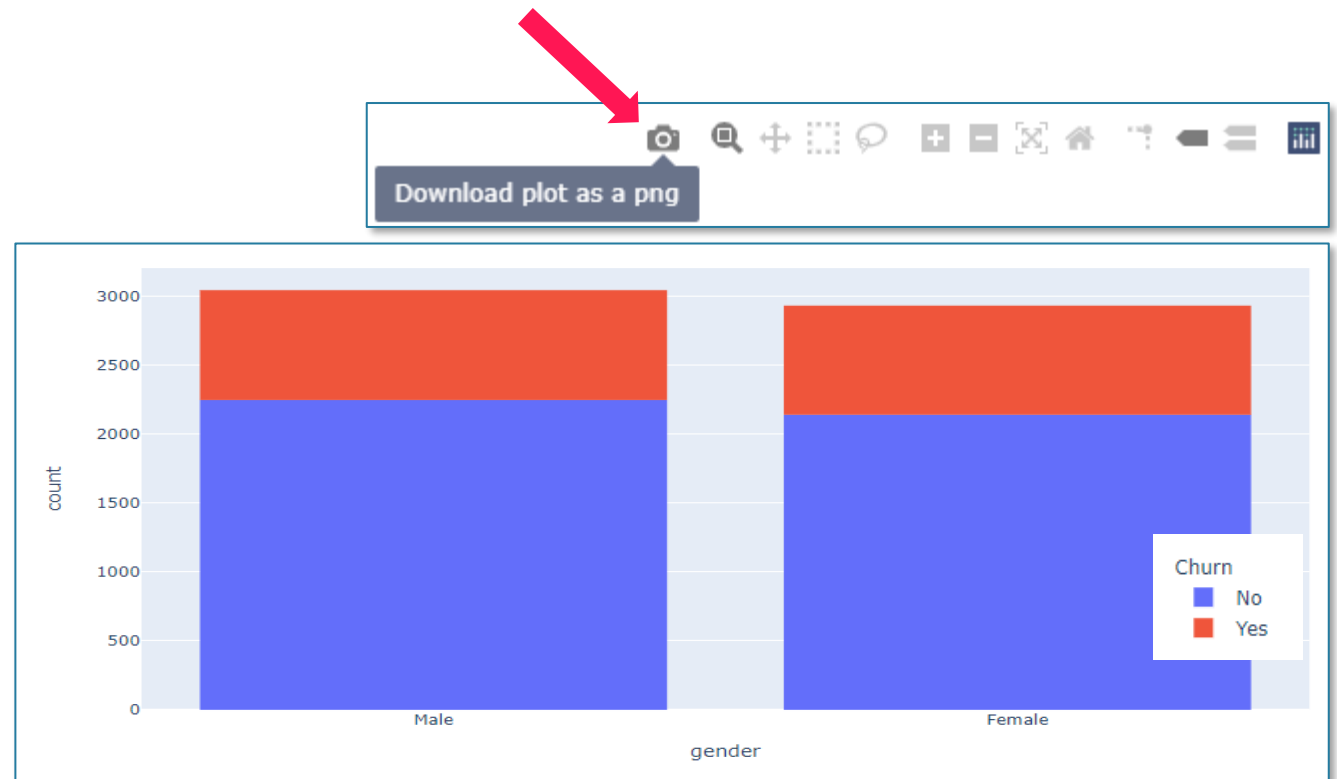 Download plot as a png
3000
2500
2000
1500
1000
500
0
count
Male
Female
gender
Churn
No
Yes